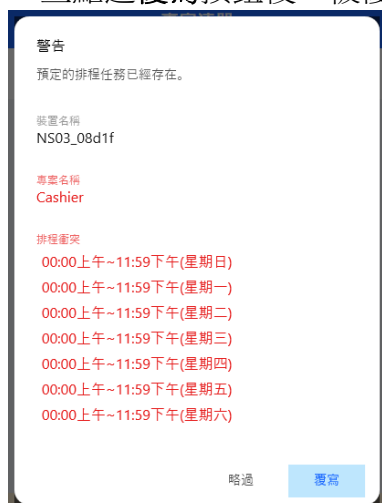 警告
預定的排程任務已經存在。
裝置名稱
NS03_08d1f
專案名稱
Cashier
排程衝突
00:00上午~11:59下午(星期日)
00:00上午~11:59下午(星期一)
00:00上午~11:59下午(星期二)
00:00上午~11:59下午(星期三)
00:00上午~11:59下午(星期四)
00:00上午~11:59下午(星期五)
00:00上午~11:59下午(星期六)
略過 覆寫